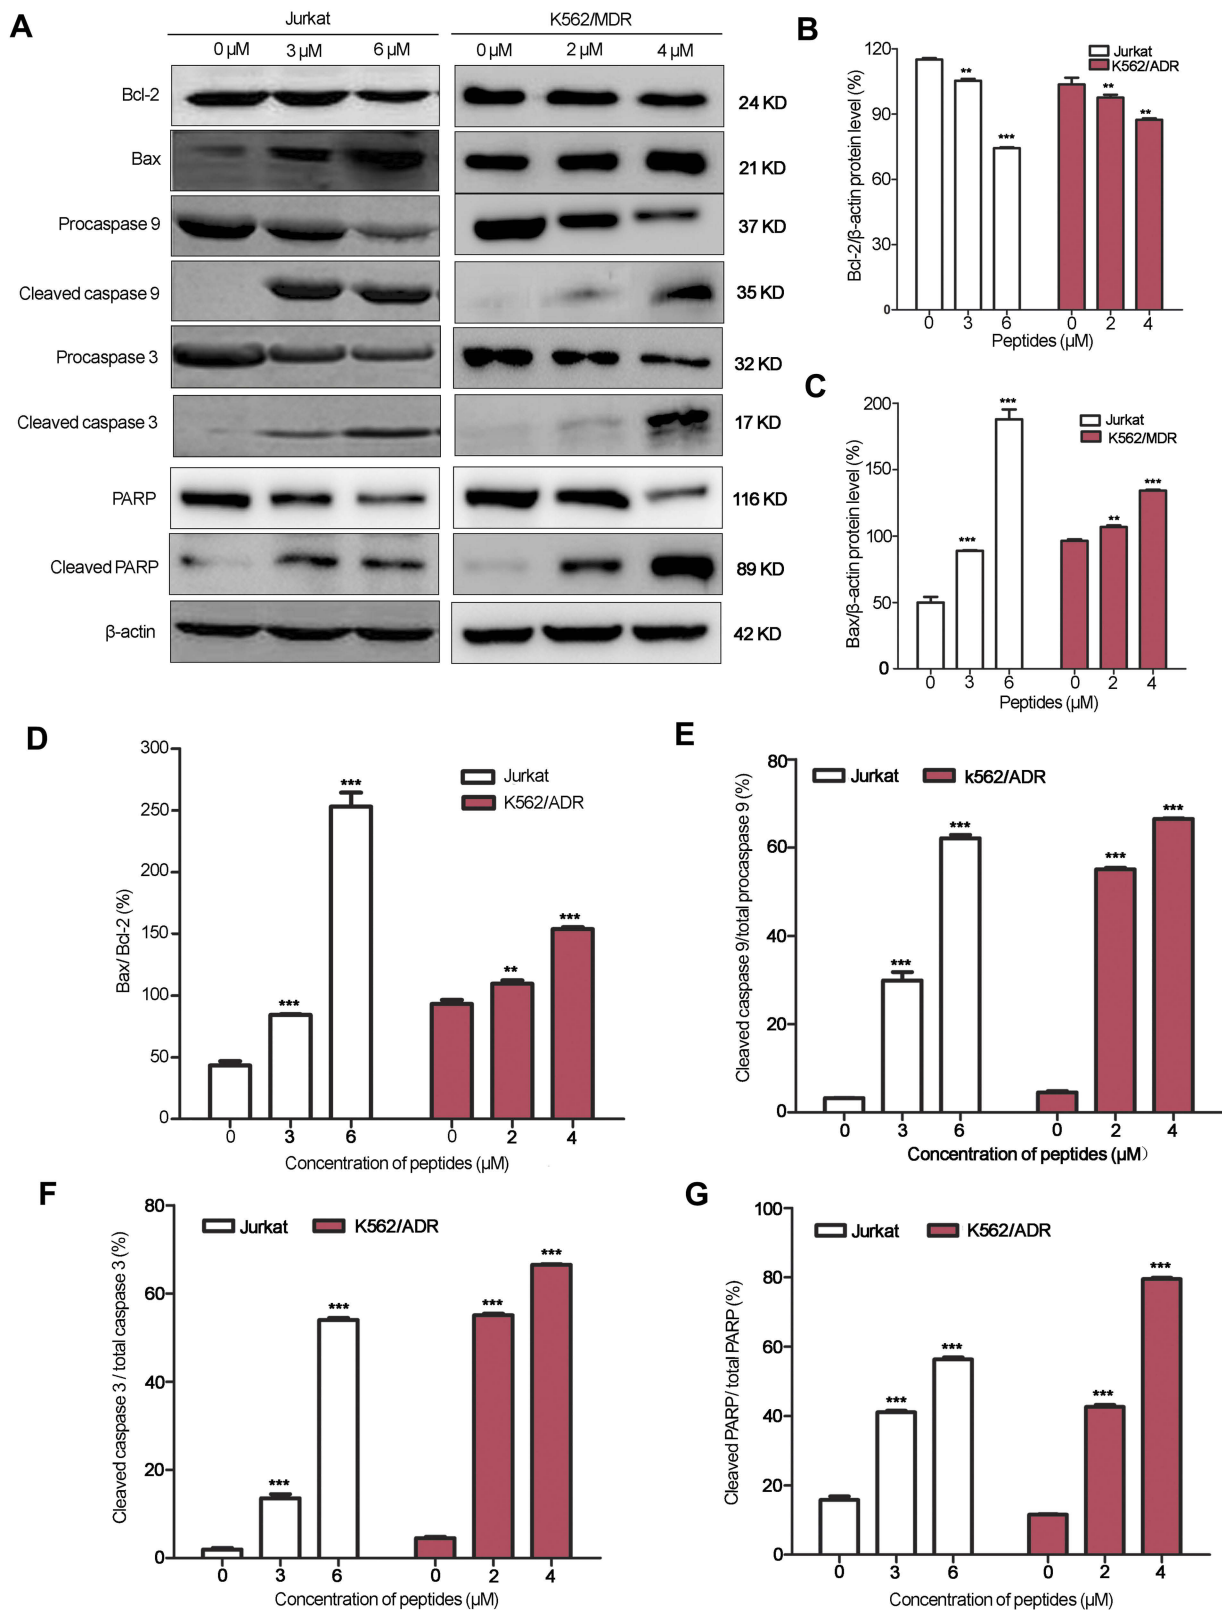 A
Jurkat
K562/MDR
0 µM 3 µM 6 µM 0 µM 2 µM 4 µM
Bcl-2 24 KD
Bax 21 KD
Procaspase 9 37 KD
Cleaved caspase 9 35 KD
Procaspase 3 32 KD
Cleaved caspase 3 17 KD
PARP 116 KD
Cleaved PARP 89 KD
β-actin 42 KD
B
Bcl-2/β-actin protein level (%)
120
90
60
30
0
Jurkat
K562/ADR
** *** ** **
0 3 6 0 2 4
Peptides (µM)
C
Bax/β-actin protein level (%)
200
150
100
50
0
Jurkat
K562/MDR
*** *** ** ***
0 3 6 0 2 4
Peptides (µM)
D
Bax/ Bcl-2 (%)
300
250
200
150
100
50
0
Jurkat
K562/ADR
*** *** ** ***
0 3 6 0 2 4
Concentration of peptides (µM)
E
Cleaved caspase 9/total procaspase 9 (%)
80
60
40
20
0
Jurkat k562/ADR
*** *** *** ***
0 3 6 0 2 4
Concentration of peptides (µM)
F
Cleaved caspase 3 / total caspase 3 (%)
80
60
40
20
0
Jurkat K562/ADR
*** *** *** ***
0 3 6 0 2 4
Concentration of peptides (µM)
G
Cleaved PARP/ total PARP (%)
100
80
60
40
20
0
Jurkat K562/ADR
*** *** *** ***
0 3 6 0 2 4
Concentration of peptides (µM)